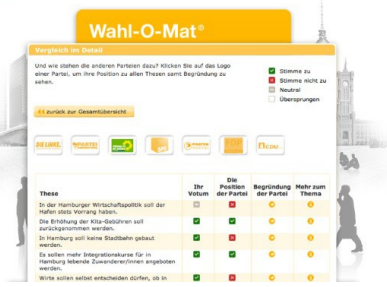 Wahl-O-Mat®
Vergleich im Detail
Und wie stehen die anderen Parteien dazu? Klicken Sie auf das Logo
einer Partei, um ihre Position zu allen Thesen samt Begründung zu
sehen.
Stimme zu
Stimme nicht zu
Neutral
Übersprungen
zurück zur Gesamtübersicht
DIE LINKE.
CDU
These
Ihr Votum
Die Position der Partei
Begründung der Partei
Mehr zum Thema
In der Hamburger Wirtschaftspolitik soll der
Hafen stets Vorrang haben.
Die Erhöhung der Kita-Gebühren soll
zurückgenommen werden.
In Hamburg soll keine Stadtbahn gebaut
werden.
Es sollen mehr Integrationskurse für in
Hamburg lebende Zuwanderer/innen angeboten
werden.
Wirte sollen selbst entscheiden dürfen, ob in